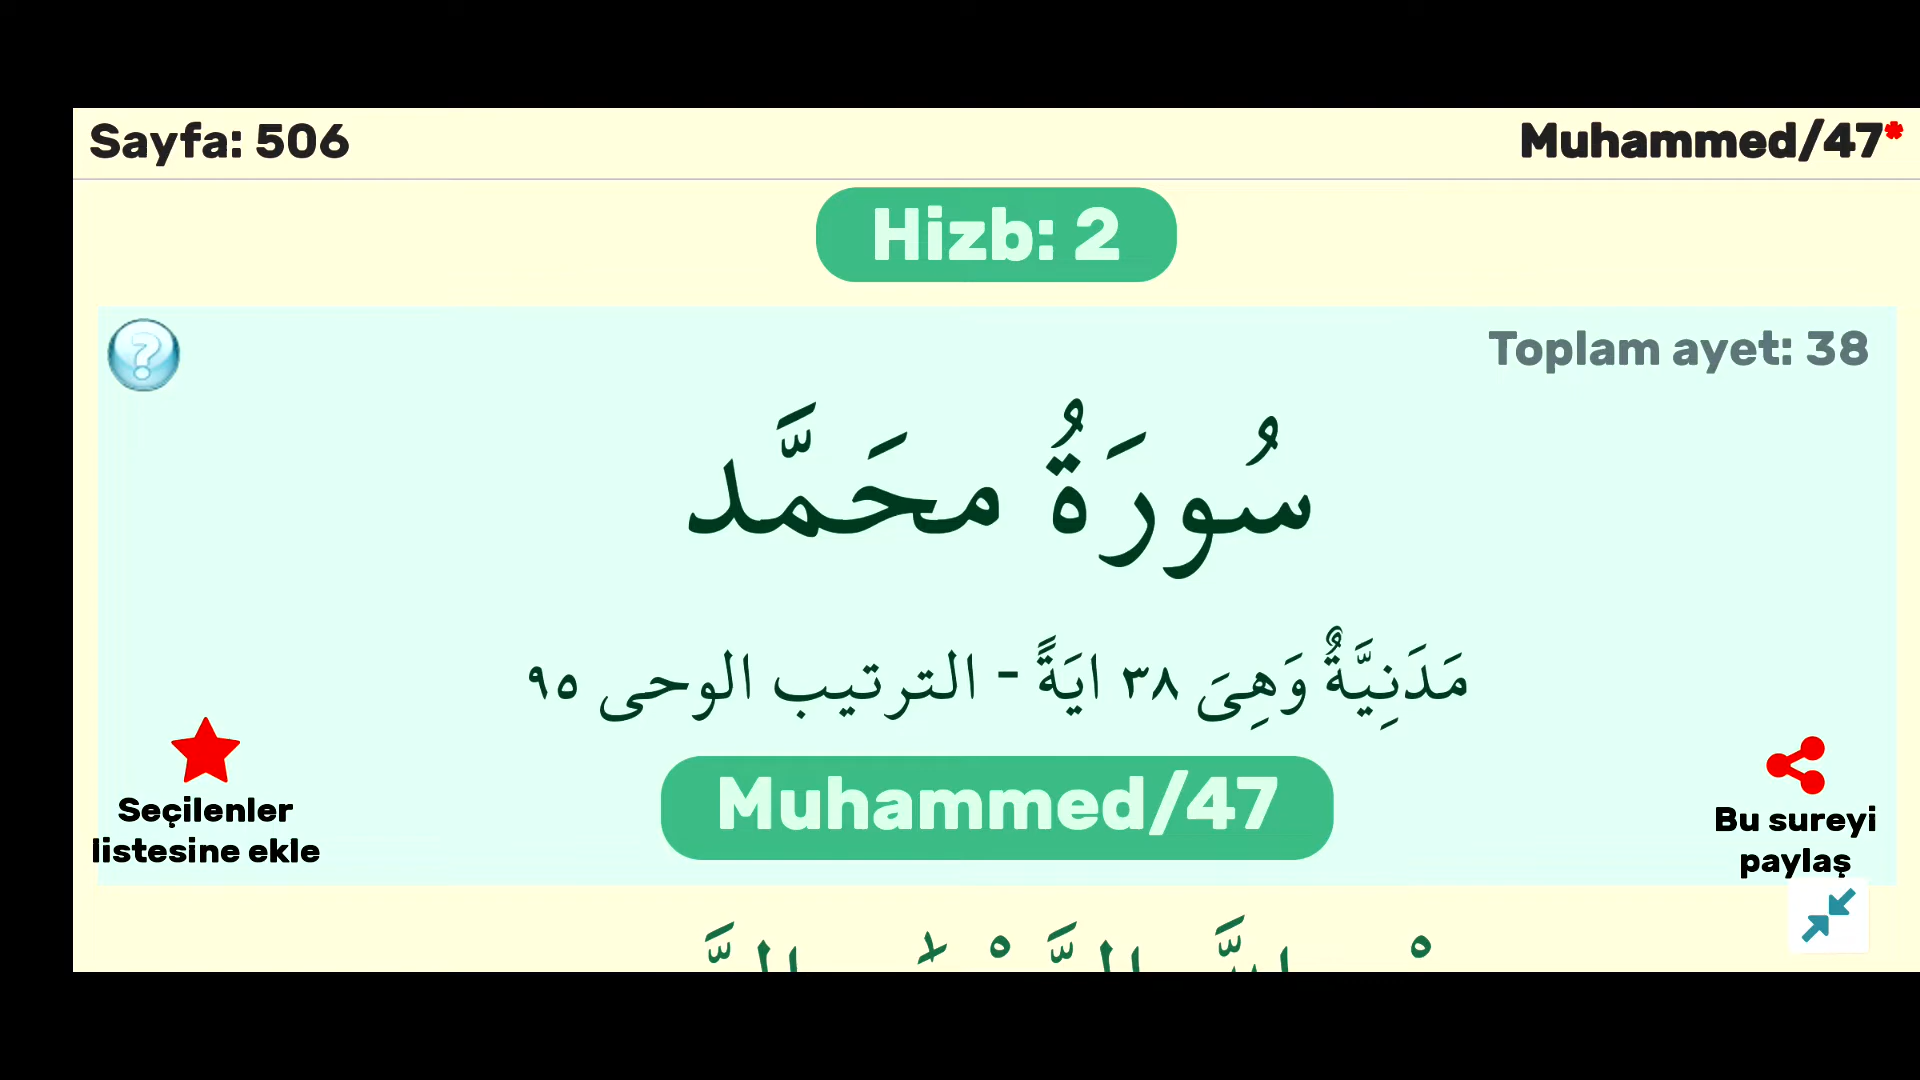 Sayfa: 506
Muhammed/47*
Hizb: 2
Toplam ayet: 38
سُورَةُ محَمَّد
مَدَنِيَّةٌ وَهِىَ ٣٨ ايَةً - الترتيب الوحى ٩٥
Muhammed/47
Seçilenler
listesine ekle
Bu sureyi
paylaş